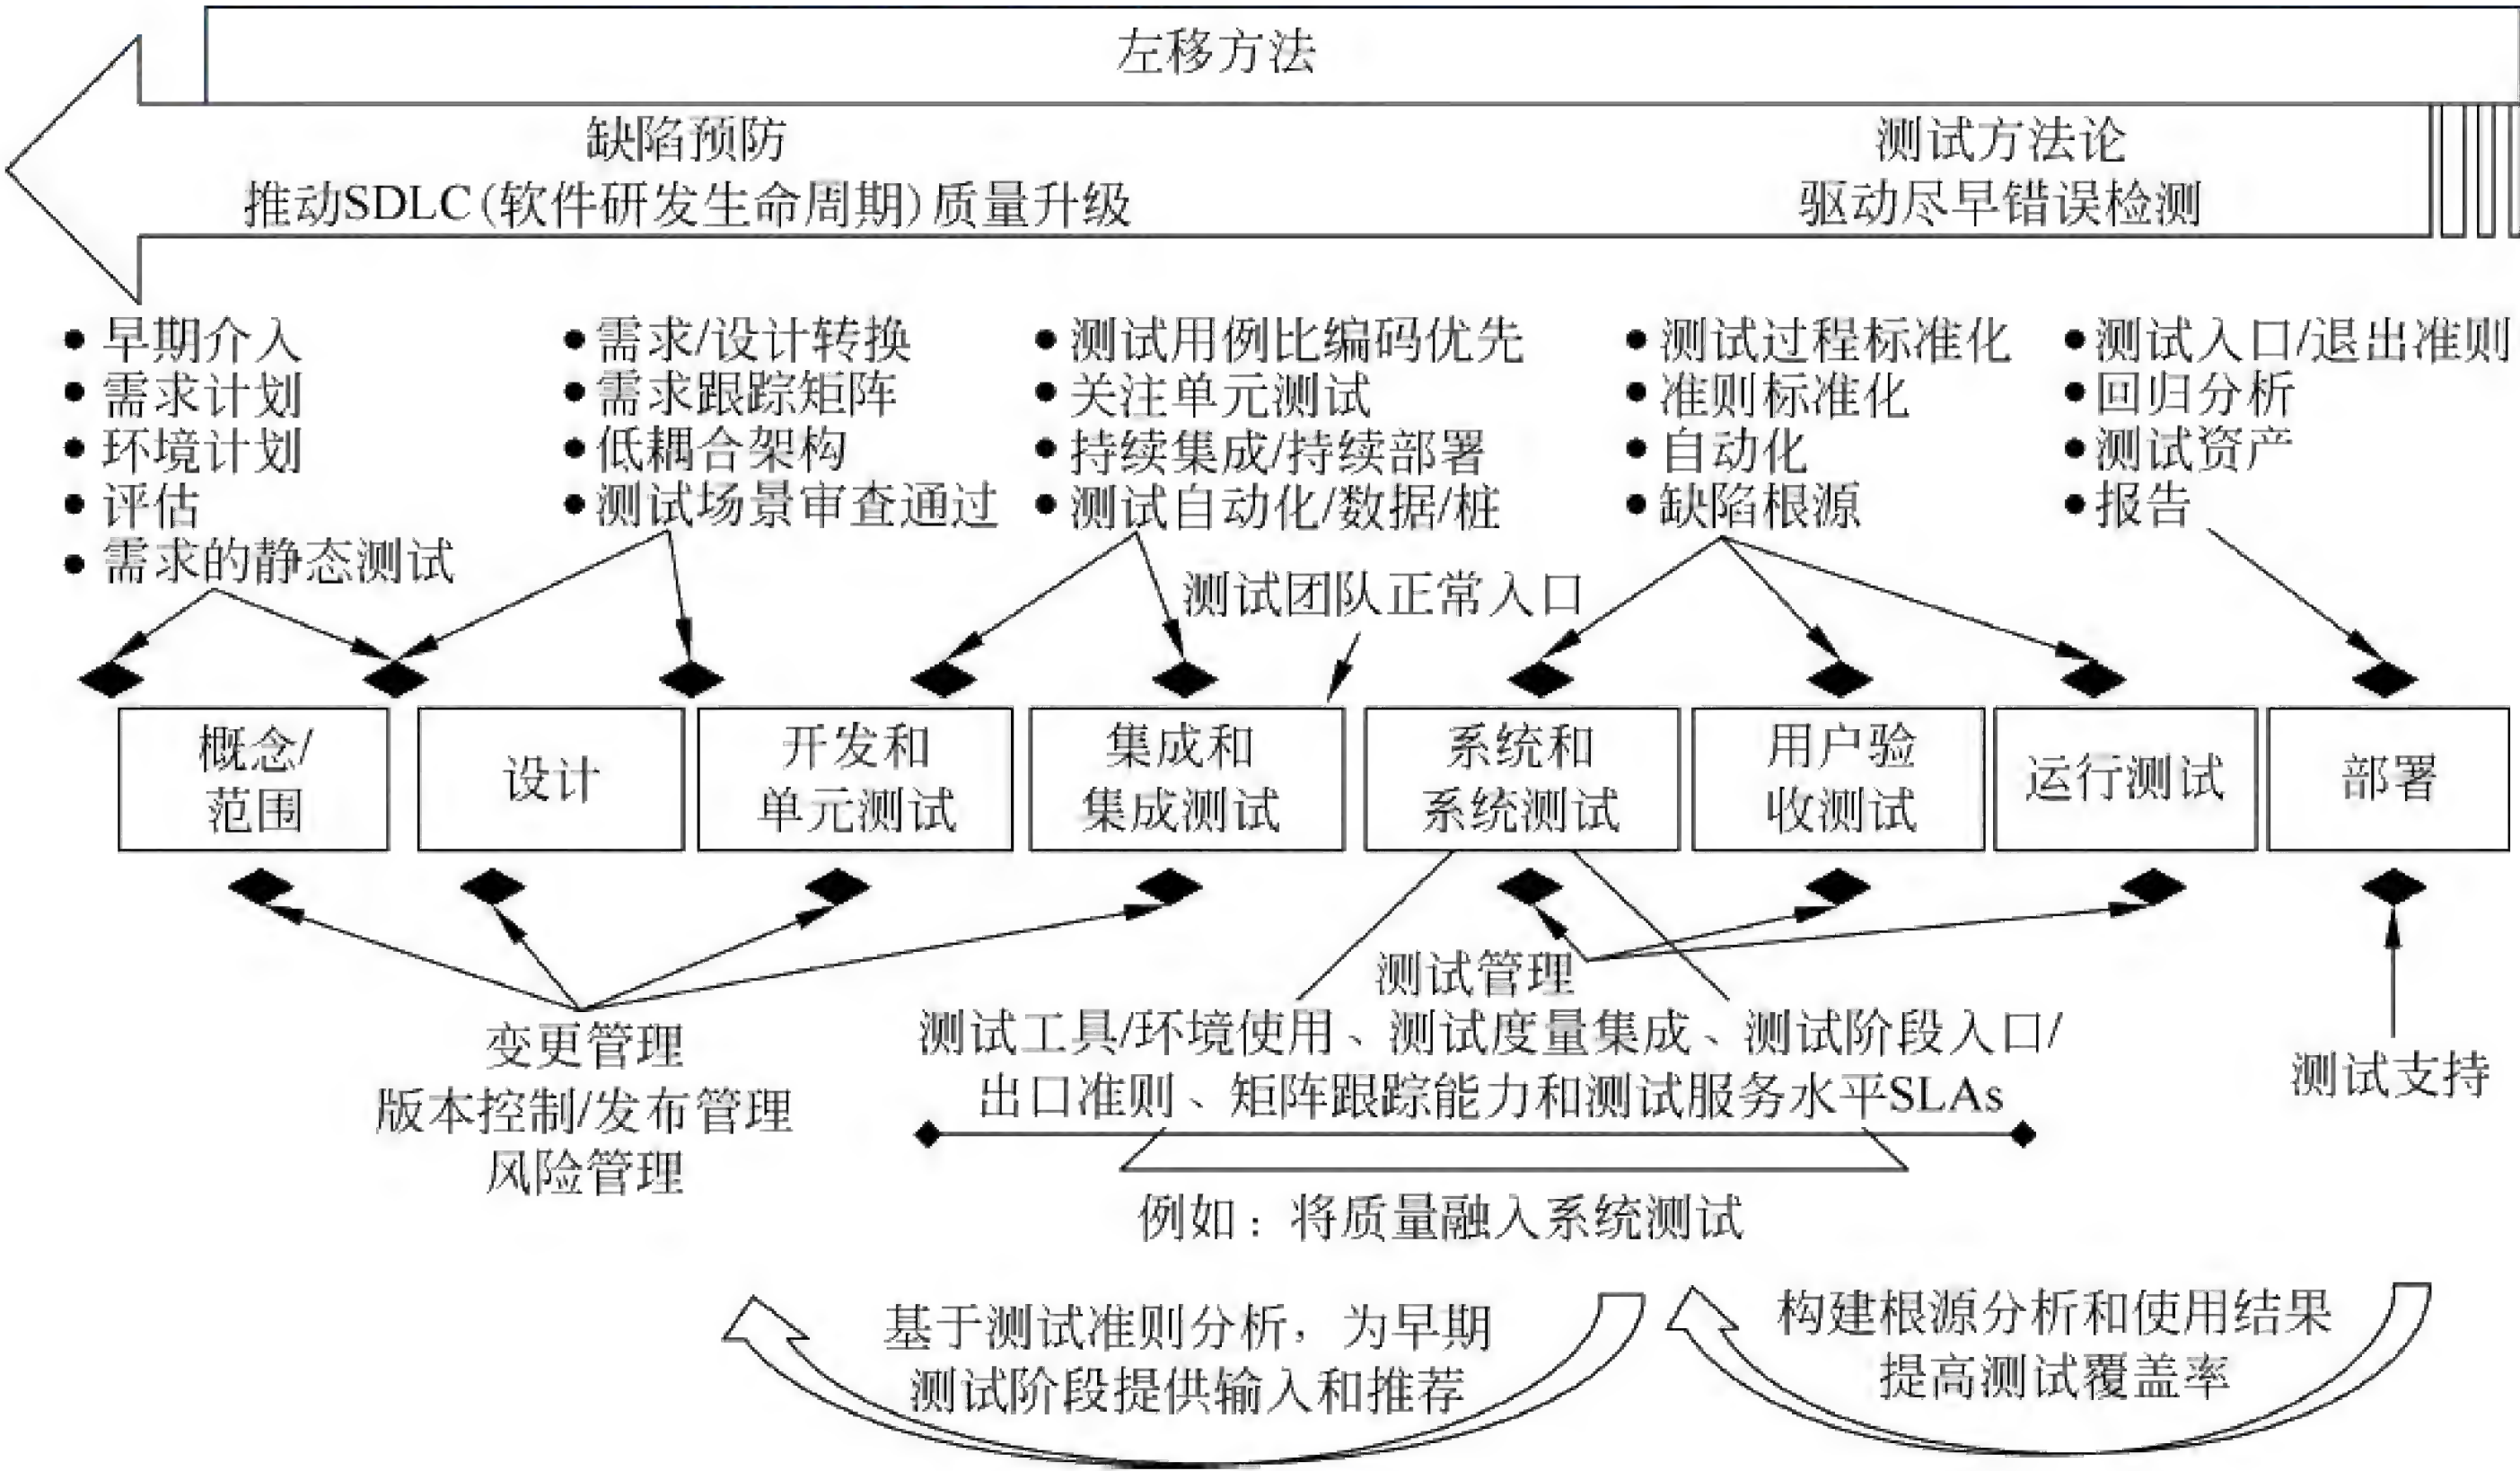 左移方法
缺陷预防
推动SDLC(软件研发生命周期)质量升级
测试方法论
驱动尽早错误检测
● 早期介入
● 需求计划
● 环境计划
● 评估
● 需求的静态测试
● 需求/设计转换
● 需求跟踪矩阵
● 低耦合架构
● 测试场景审查通过
● 测试用例比编码优先
● 关注单元测试
● 持续集成/持续部署
● 测试自动化/数据/桩
● 测试过程标准化
● 准则标准化
● 自动化
● 缺陷根源
● 测试入口/退出准则
● 回归分析
● 测试资产
● 报告
测试团队正常入口
概念/
范围
设计
开发和
单元测试
集成和
集成测试
系统和
系统测试
用户验
收测试
运行测试
部署
变更管理
版本控制/发布管理
风险管理
测试管理
测试工具/环境使用、测试度量集成、测试阶段入口/
出口准则、矩阵跟踪能力和测试服务水平SLAs
测试支持
例如：将质量融入系统测试
基于测试准则分析，为早期
测试阶段提供输入和推荐
构建根源分析和使用结果
提高测试覆盖率